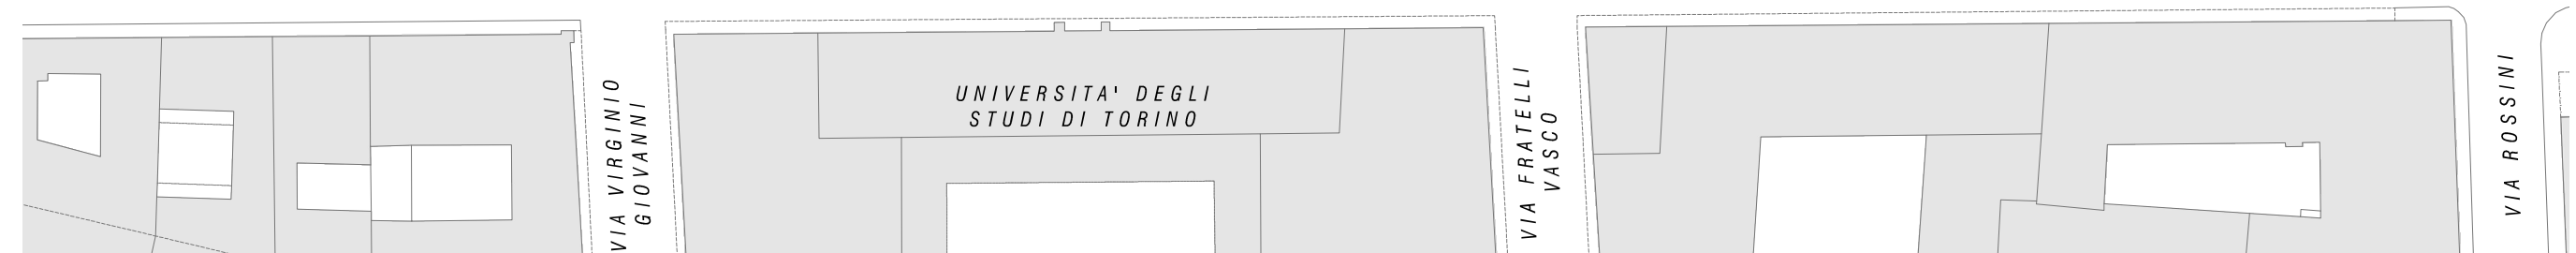 VIA VIRGINIO
GIOVANNI
UNIVERSITA' DEGLI
STUDI DI TORINO
VIA FRATELLI
VASCO
VIA ROSSINI